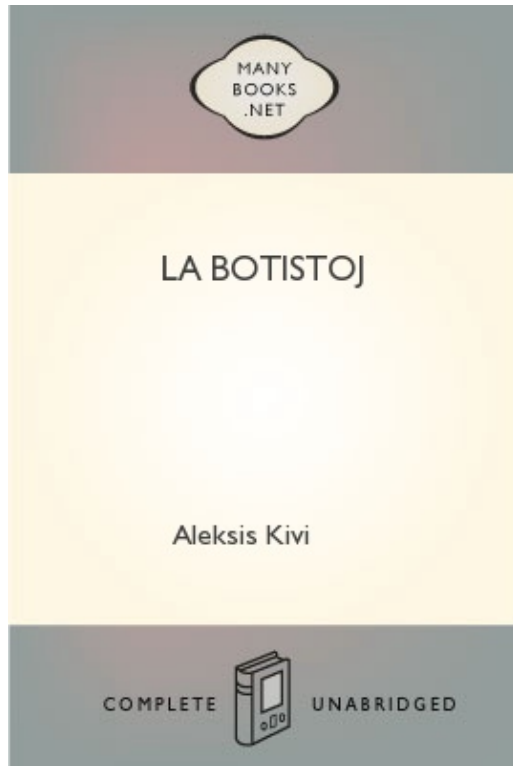 MANY
BOOKS
.NET
LA BOTISTOJ
Aleksis Kivi
COMPLETE UNABRIDGED